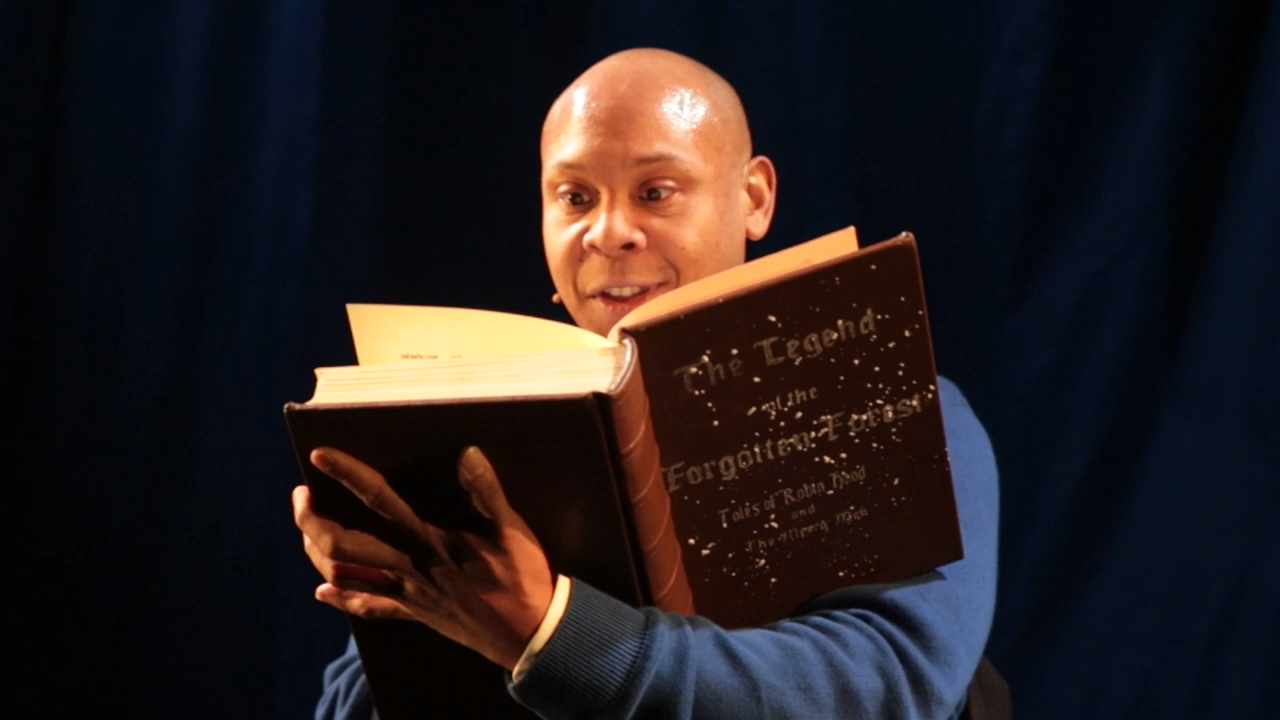 The Legend
of the
Forgotten Forest
Tales of Robin Hood
and
The Merry Men